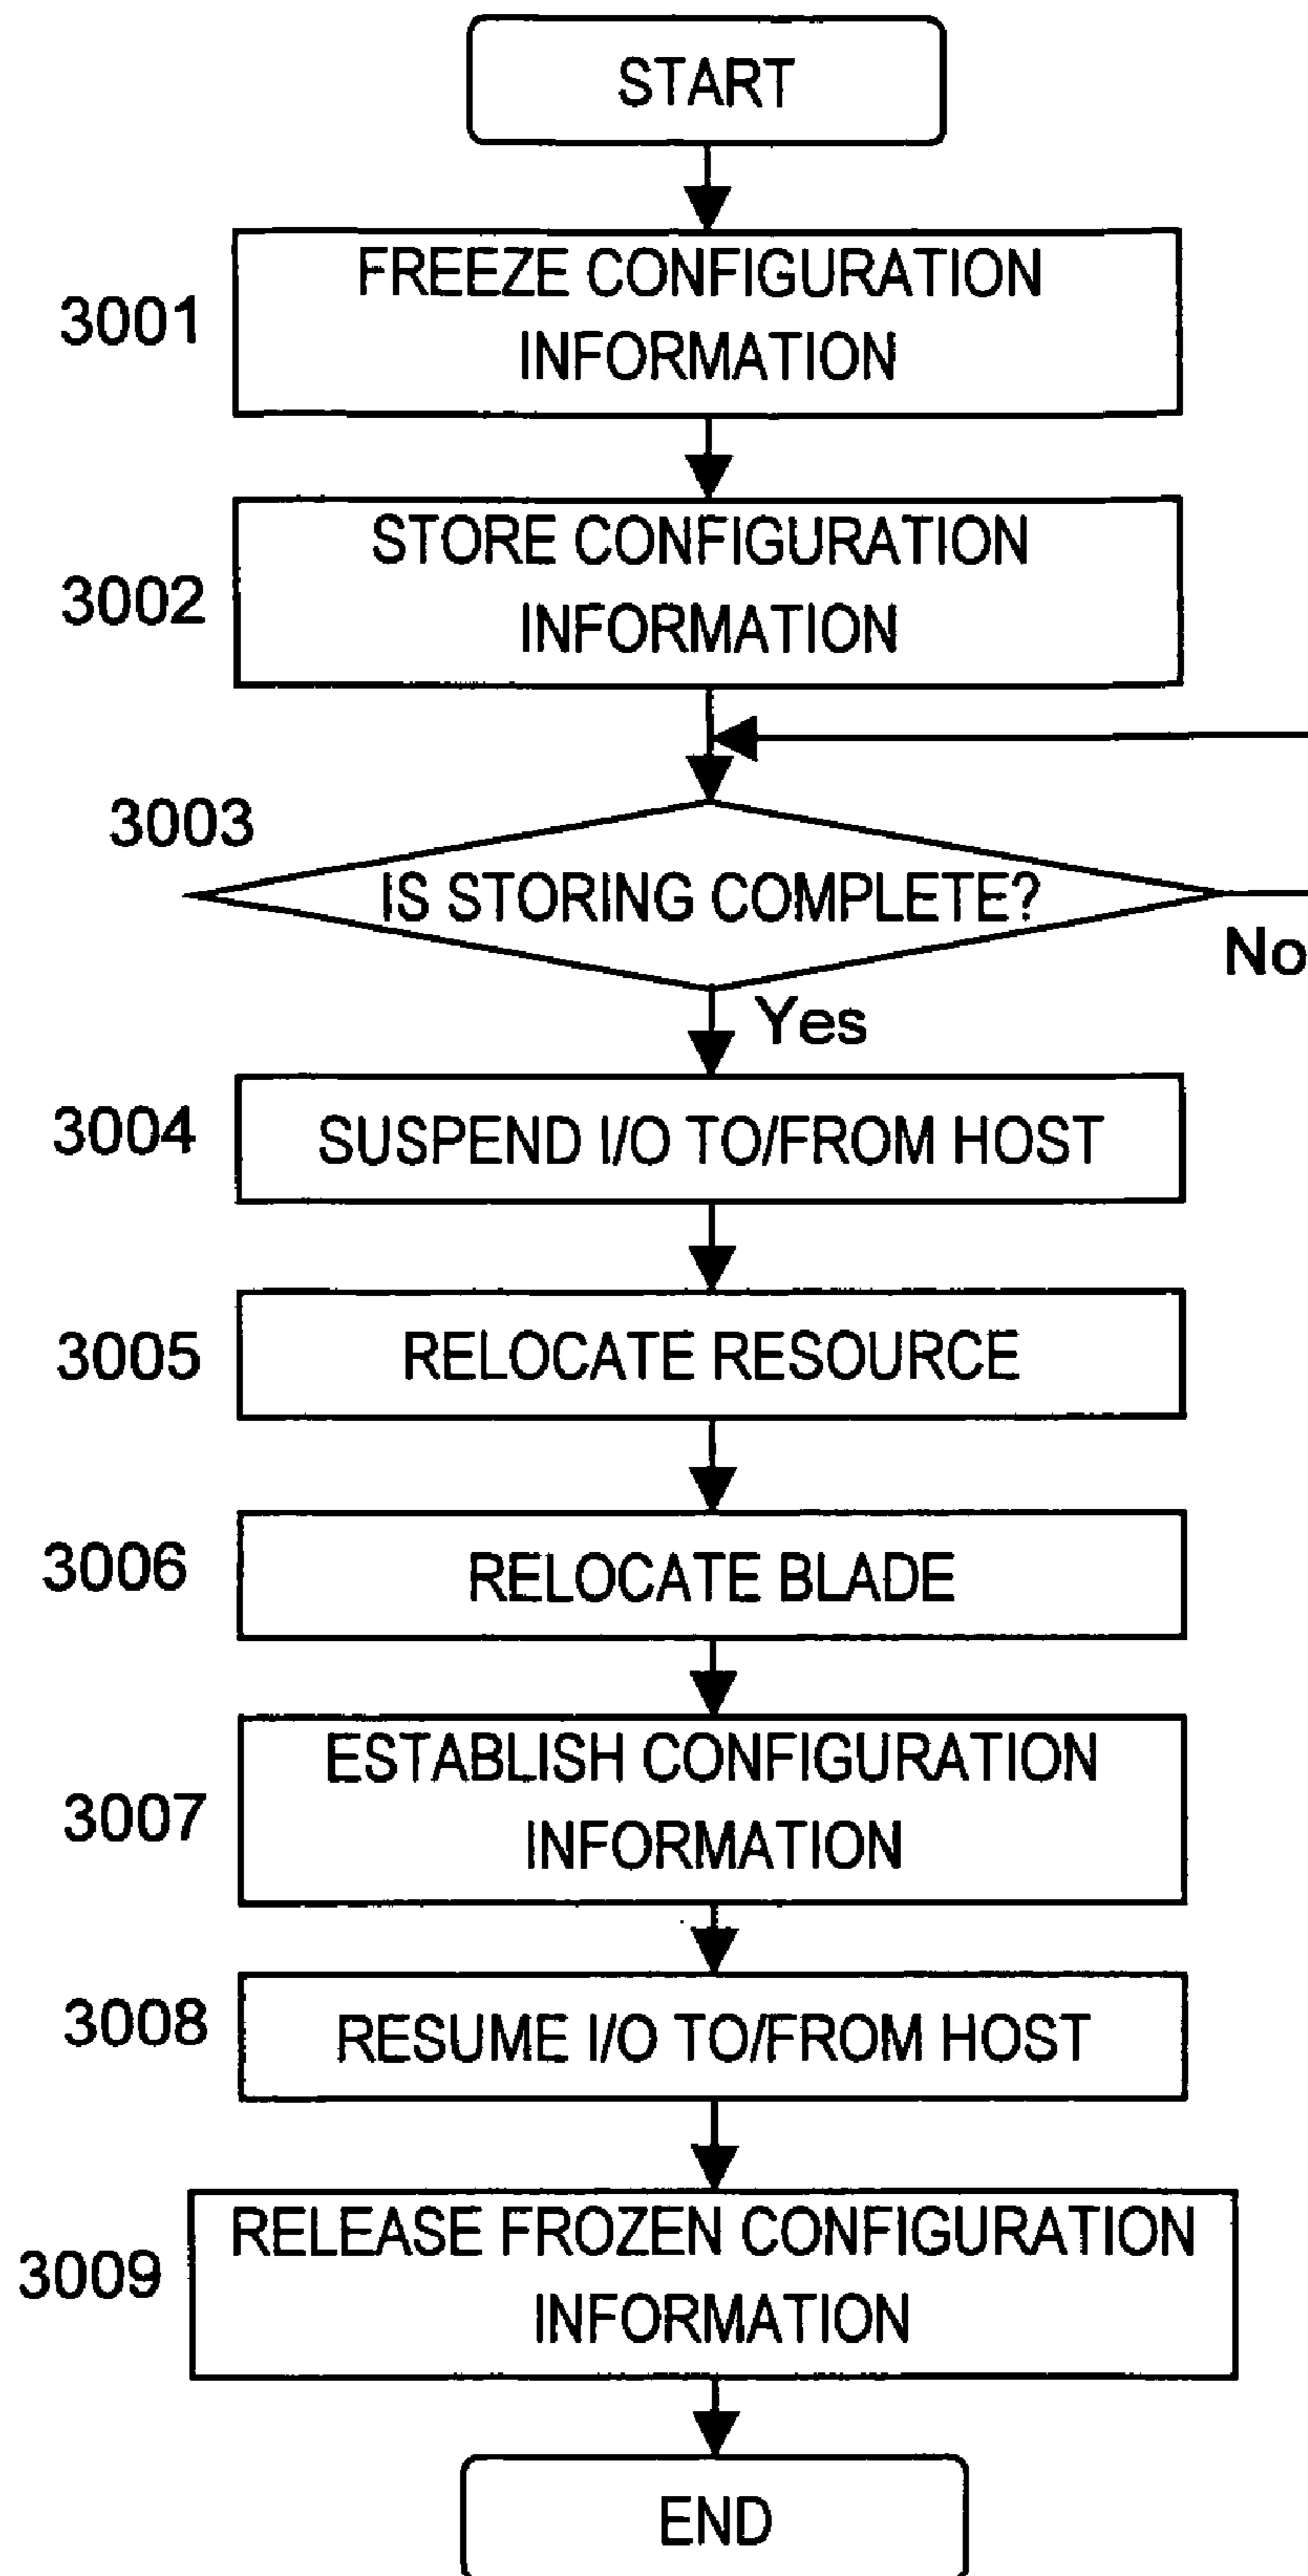 START
3001
FREEZE CONFIGURATION
INFORMATION
3002
STORE CONFIGURATION
INFORMATION
3003
IS STORING COMPLETE?
No
Yes
3004
SUSPEND I/O TO/FROM HOST
3005
RELOCATE RESOURCE
3006
RELOCATE BLADE
3007
ESTABLISH CONFIGURATION
INFORMATION
3008
RESUME I/O TO/FROM HOST
3009
RELEASE FROZEN CONFIGURATION
INFORMATION
END